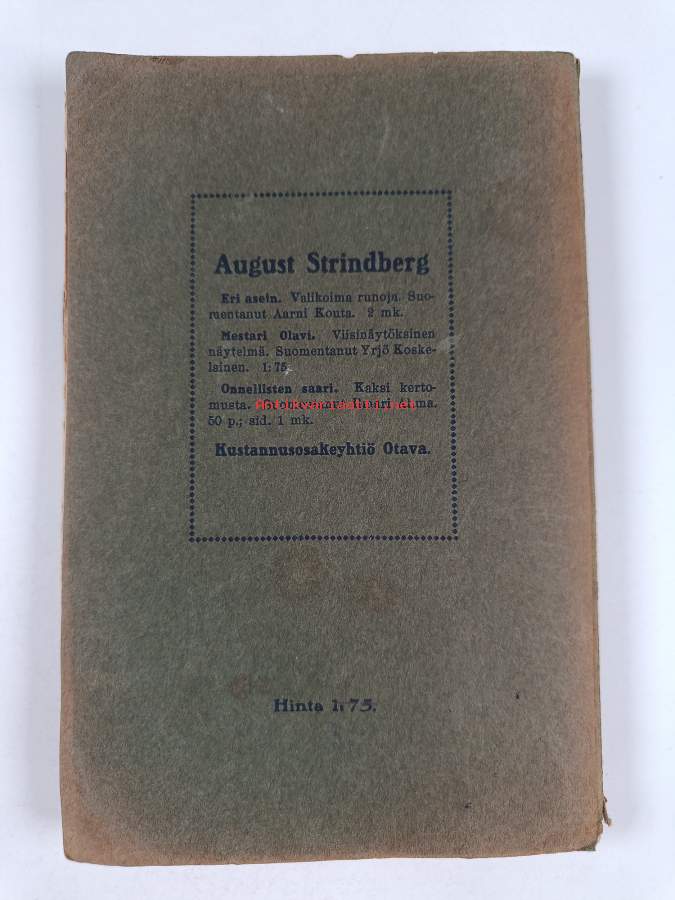 August Strindberg
Eri asein. Valikoima runoja. Suo-
mentanut Aarni Kouta. 2 mk.
Mestari Olavi. Viisinäytöksinen
näytelmä. Suomentanut Yrjö Koske-
lainen. 1:75
Onnellisten saari. Kaksi kerto-
musta.
50 p.; sid. 1 mk.
Kustannusosakeyhtiö Otava.
Hinta 1:75.